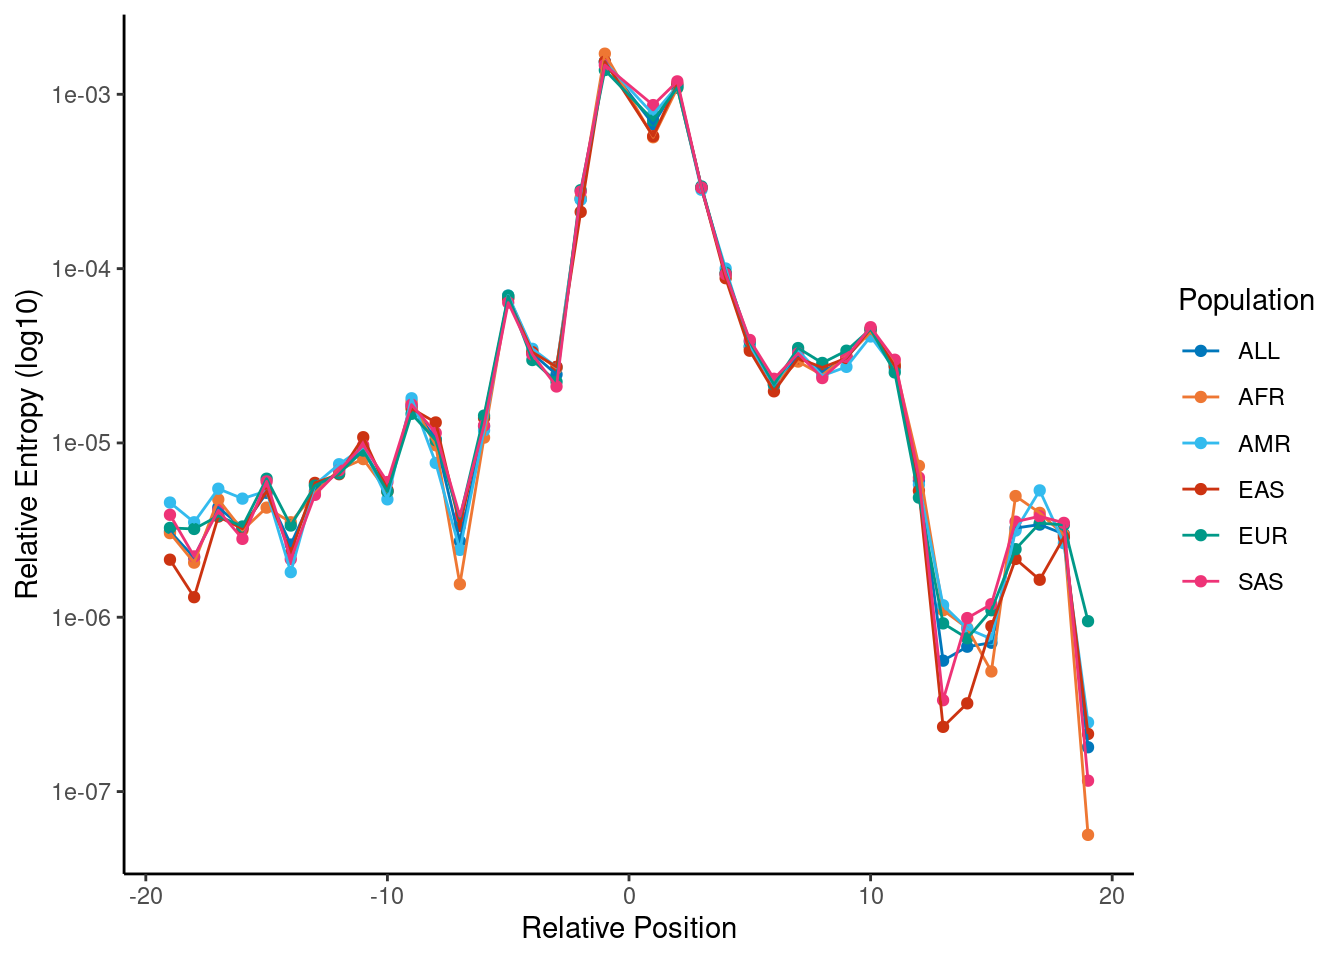 1e-03
1e-04
1e-05
1e-06
1e-07
Relative Entropy (log10)
-20
-10
0
10
20
Relative Position
Population
ALL
AFR
AMR
EAS
EUR
SAS